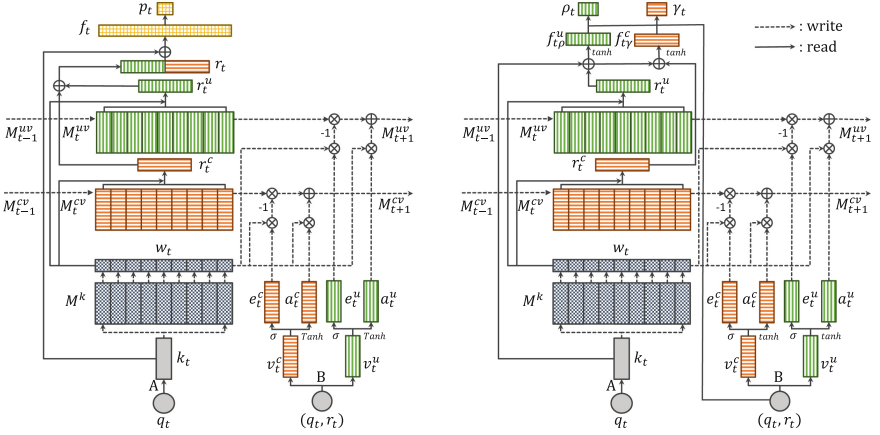 p_t
f_t
r_t
r_t^u
M_{t-1}^{uv} M_t^{uv} -1 M_{t+1}^{uv}
r_t^c
M_{t-1}^{cv} M_t^{cv} -1 M_{t+1}^{cv}
w_t
M^k
e_t^c a_t^c e_t^u a_t^u
σ Tanh σ Tanh
k_t v_t^c v_t^u
A B
q_t (q_t, r_t)
ρ_t γ_t
f_{tρ}^u tanh f_{tγ}^c tanh
: write
: read
r_t^u
M_{t-1}^{uv} M_t^{uv} -1 M_{t+1}^{uv}
r_t^c
M_{t-1}^{cv} M_t^{cv} -1 M_{t+1}^{cv}
w_t
M^k
e_t^c a_t^c e_t^u a_t^u
σ tanh σ tanh
k_t v_t^c v_t^u
A B
q_t (q_t, r_t)